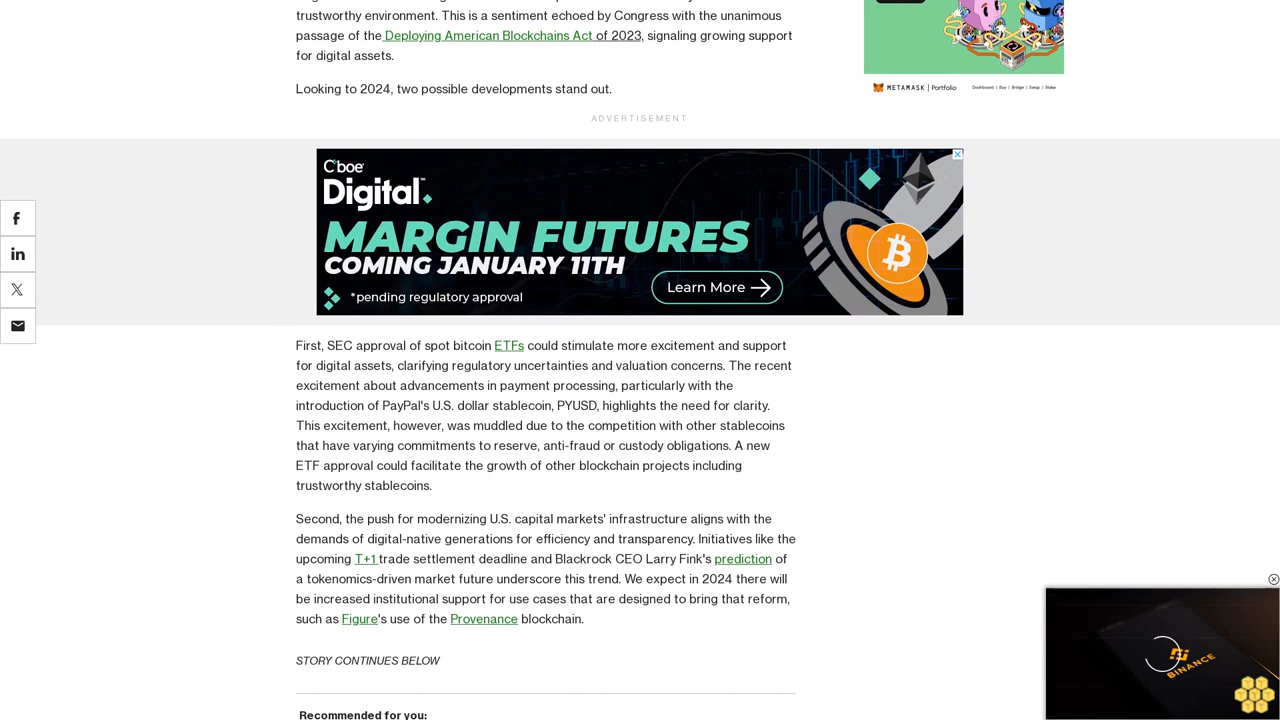 trustworthy environment. This is a sentiment echoed by Congress with the unanimous
passage of the Deploying American Blockchains Act of 2023, signaling growing support
for digital assets.
Looking to 2024, two possible developments stand out.
METAMASK | Portfolio
Dashboard | Buy | Bridge | Swap | Stake
ADVERTISEMENT
Cboe
Digital™
MARGIN FUTURES
COMING JANUARY 11TH
*pending regulatory approval
Learn More
First, SEC approval of spot bitcoin ETFs could stimulate more excitement and support
for digital assets, clarifying regulatory uncertainties and valuation concerns. The recent
excitement about advancements in payment processing, particularly with the
introduction of PayPal's U.S. dollar stablecoin, PYUSD, highlights the need for clarity.
This excitement, however, was muddled due to the competition with other stablecoins
that have varying commitments to reserve, anti-fraud or custody obligations. A new
ETF approval could facilitate the growth of other blockchain projects including
trustworthy stablecoins.
Second, the push for modernizing U.S. capital markets' infrastructure aligns with the
demands of digital-native generations for efficiency and transparency. Initiatives like the
upcoming T+1 trade settlement deadline and Blackrock CEO Larry Fink's prediction of
a tokenomics-driven market future underscore this trend. We expect in 2024 there will
be increased institutional support for use cases that are designed to bring that reform,
such as Figure's use of the Provenance blockchain.
STORY CONTINUES BELOW
Recommended for you:
BINANCE